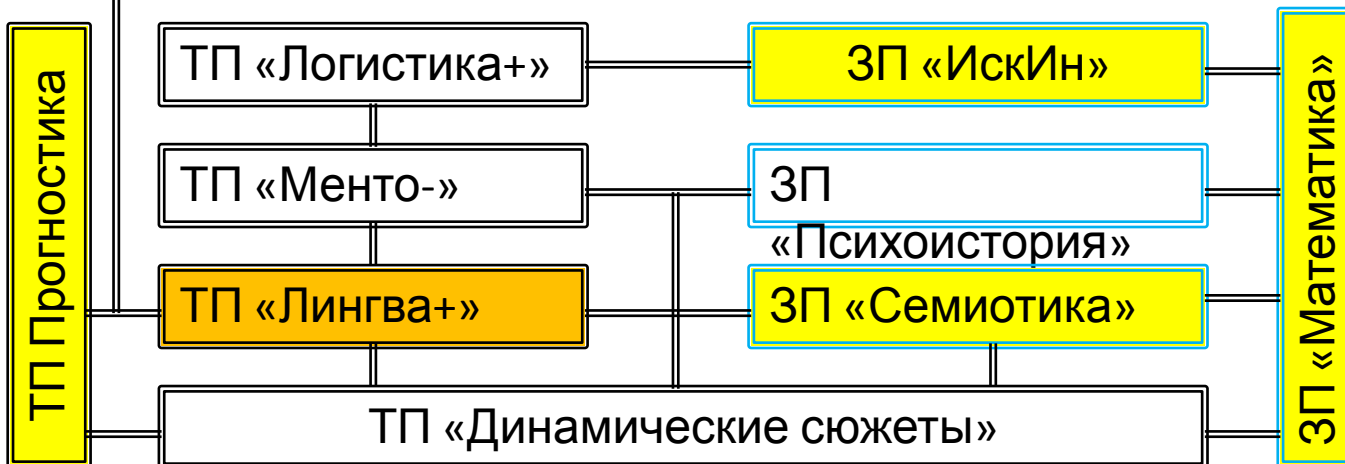 ТП Прогностика
ТП «Логистика+»
ЗП «ИскИн»
ТП «Менто-»
ЗП
«Психоистория»
ТП «Лингва+»
ЗП «Семиотика»
ТП «Динамические сюжеты»
ЗП «Математика»